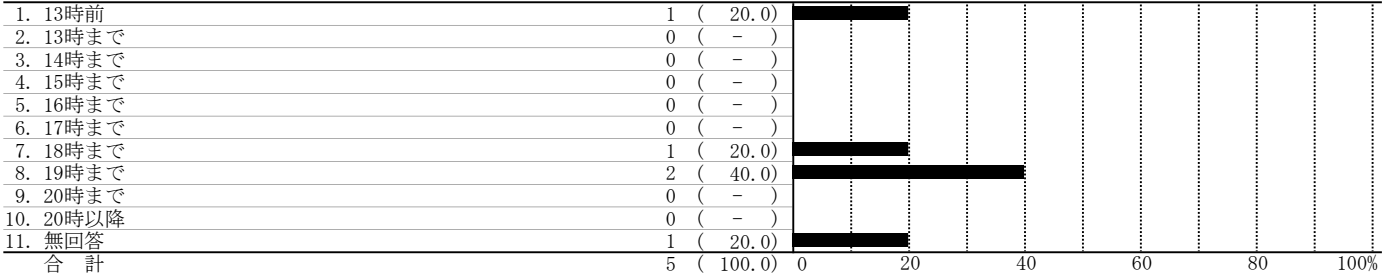 1. 13時前 1 ( 20.0)
2. 13時まで 0 ( - )
3. 14時まで 0 ( - )
4. 15時まで 0 ( - )
5. 16時まで 0 ( - )
6. 17時まで 0 ( - )
7. 18時まで 1 ( 20.0)
8. 19時まで 2 ( 40.0)
9. 20時まで 0 ( - )
10. 20時以降 0 ( - )
11. 無回答 1 ( 20.0)
合 計 5 ( 100.0) 0 20 40 60 80 100%